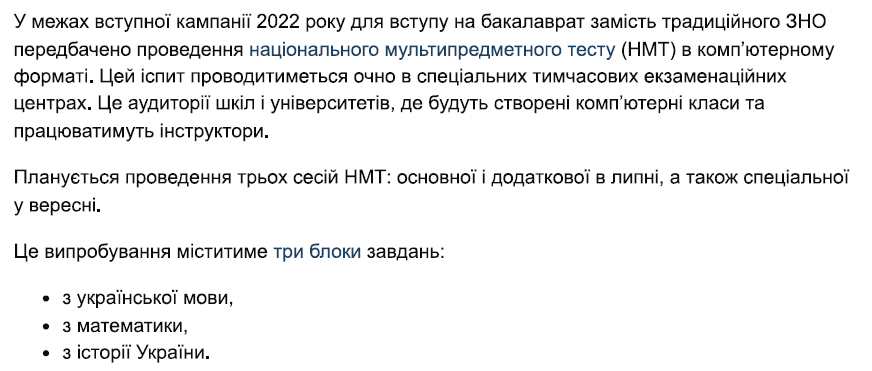 У межах вступної кампанії 2022 року для вступу на бакалаврат замість традиційного ЗНО
передбачено проведення національного мультипредметного тесту (НМТ) в комп’ютерному
форматі. Цей іспит проводитиметься очно в спеціальних тимчасових екзаменаційних
центрах. Це аудиторії шкіл і університетів, де будуть створені комп’ютерні класи та
працюватимуть інструктори.
Планується проведення трьох сесій НМТ: основної і додаткової в липні, а також спеціальної
у вересні.
Це випробування міститиме три блоки завдань:
• з української мови,
• з математики,
• з історії України.